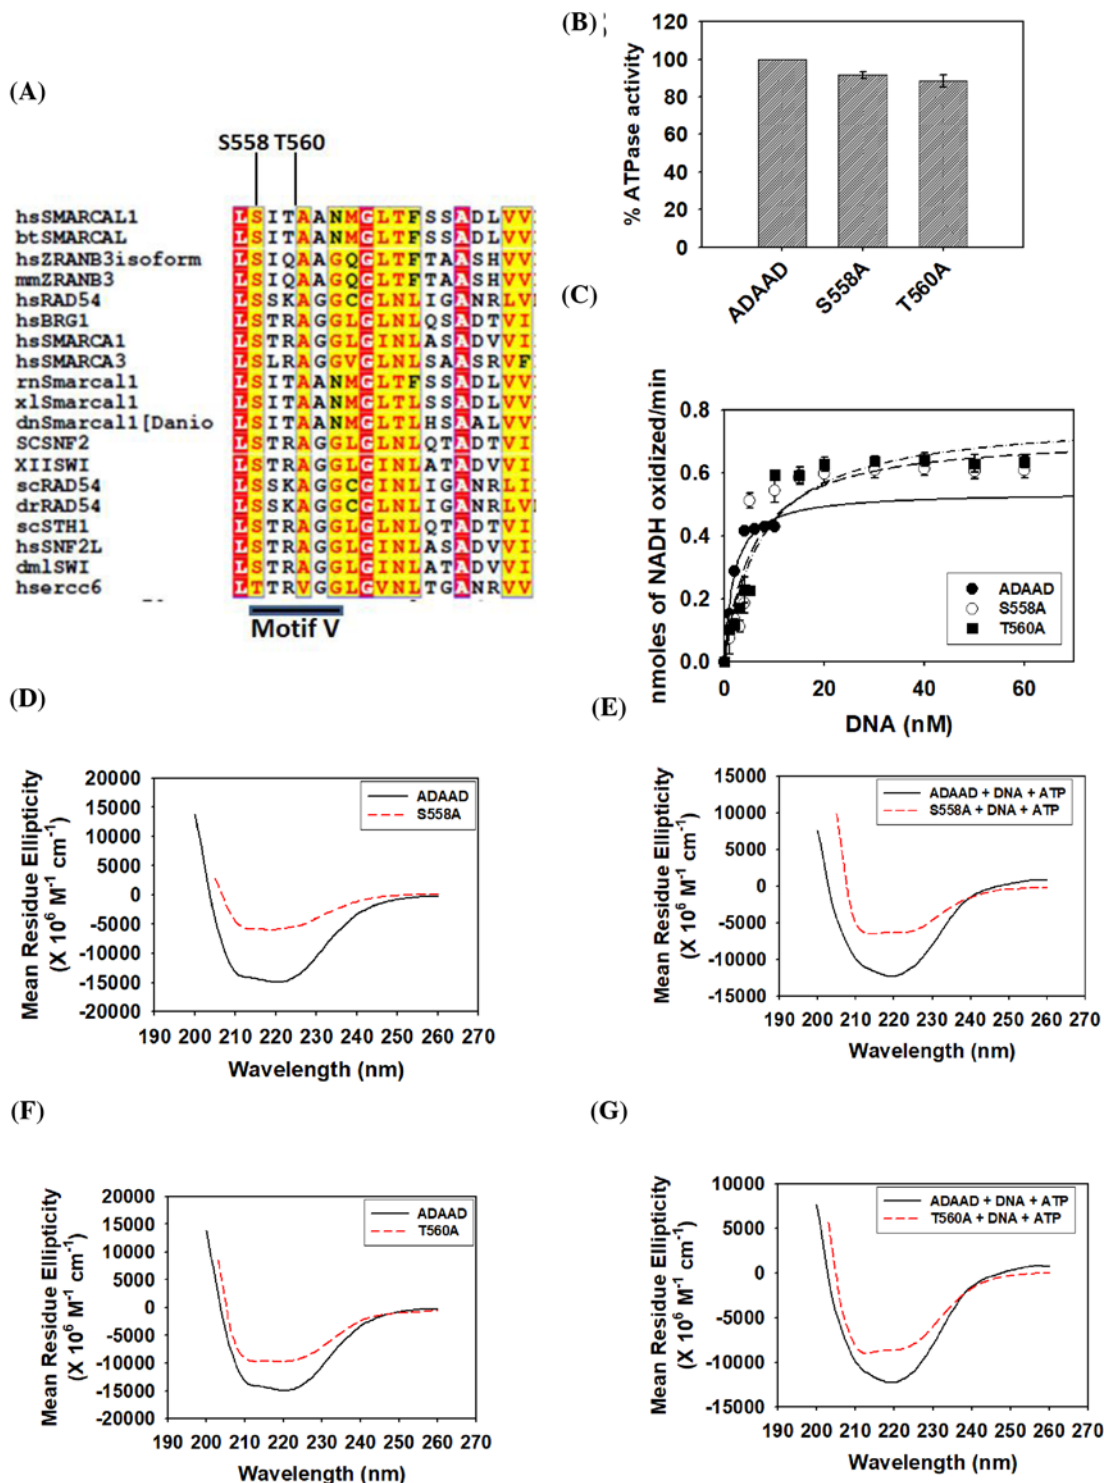 (A)
S558 T560
hsSMARCAL1 LSITAANMGLTFSSADLVV
btSMARCAL LSITAANMGLTFSSADLVV
hsZRANB3isoform LSIQAAGQGLTFTAASHVV
mmZRANB3 LSIQAAGQGLTFTAASHVV
hsRAD54 LSSKAGGCGLNLIGANRLV
hsBRG1 LSTRAGGLGLNLQSADTVI
hsSMARCA1 LSTRAGGLGINLASADVVI
hsSMARCA3 LSLRAGGVGLNLSAASRVF
rnSmarcal1 LSITAANMGLTFSSADLVV
xlSmarcal1 LSITAANMGLTLSSADLVV
dnSmarcal1[Danio LSITAANMGLTLHSAALVV
SCSNF2 LSTRAGGLGLNLQTADTVI
XIISWI LSTRAGGLGINLATADVVI
scRAD54 LSSKAGGCGINLIGANRLI
drRAD54 LSSKAGGCGLNLIGANRLV
scSTH1 LSTRAGGLGLNLQTADTVI
hsSNF2L LSTRAGGLGINLASADVVI
dmlSWI LSTRAGGLGINLATADVVI
hsercc6 LTTRVGGLGVNLTGANRVV
Motif V
(B)
% ATPase activity
120
100
80
60
40
20
0
ADAAD
S558A
T560A
(C)
nmoles of NADH oxidized/min
0.8
0.6
0.4
0.2
0.0
ADAAD
S558A
T560A
0 20 40 60
DNA (nM)
(D)
Mean Residue Ellipticity
(X 10⁶ M⁻¹ cm⁻¹)
20000
15000
10000
5000
0
-5000
-10000
-15000
-20000
ADAAD
S558A
190 200 210 220 230 240 250 260 270
Wavelength (nm)
(E)
Mean Residue Ellipticity
(X 10⁶ M⁻¹ cm⁻¹)
15000
10000
5000
0
-5000
-10000
-15000
ADAAD + DNA + ATP
S558A + DNA + ATP
190 200 210 220 230 240 250 260 270
Wavelength (nm)
(F)
Mean Residue Ellipticity
(X 10⁶ M⁻¹ cm⁻¹)
20000
15000
10000
5000
0
-5000
-10000
-15000
-20000
ADAAD
T560A
190 200 210 220 230 240 250 260 270
Wavelength (nm)
(G)
Mean Residue Ellipticity
(X 10⁶ M⁻¹ cm⁻¹)
10000
5000
0
-5000
-10000
-15000
ADAAD + DNA + ATP
T560A + DNA + ATP
190 200 210 220 230 240 250 260 270
Wavelength (nm)